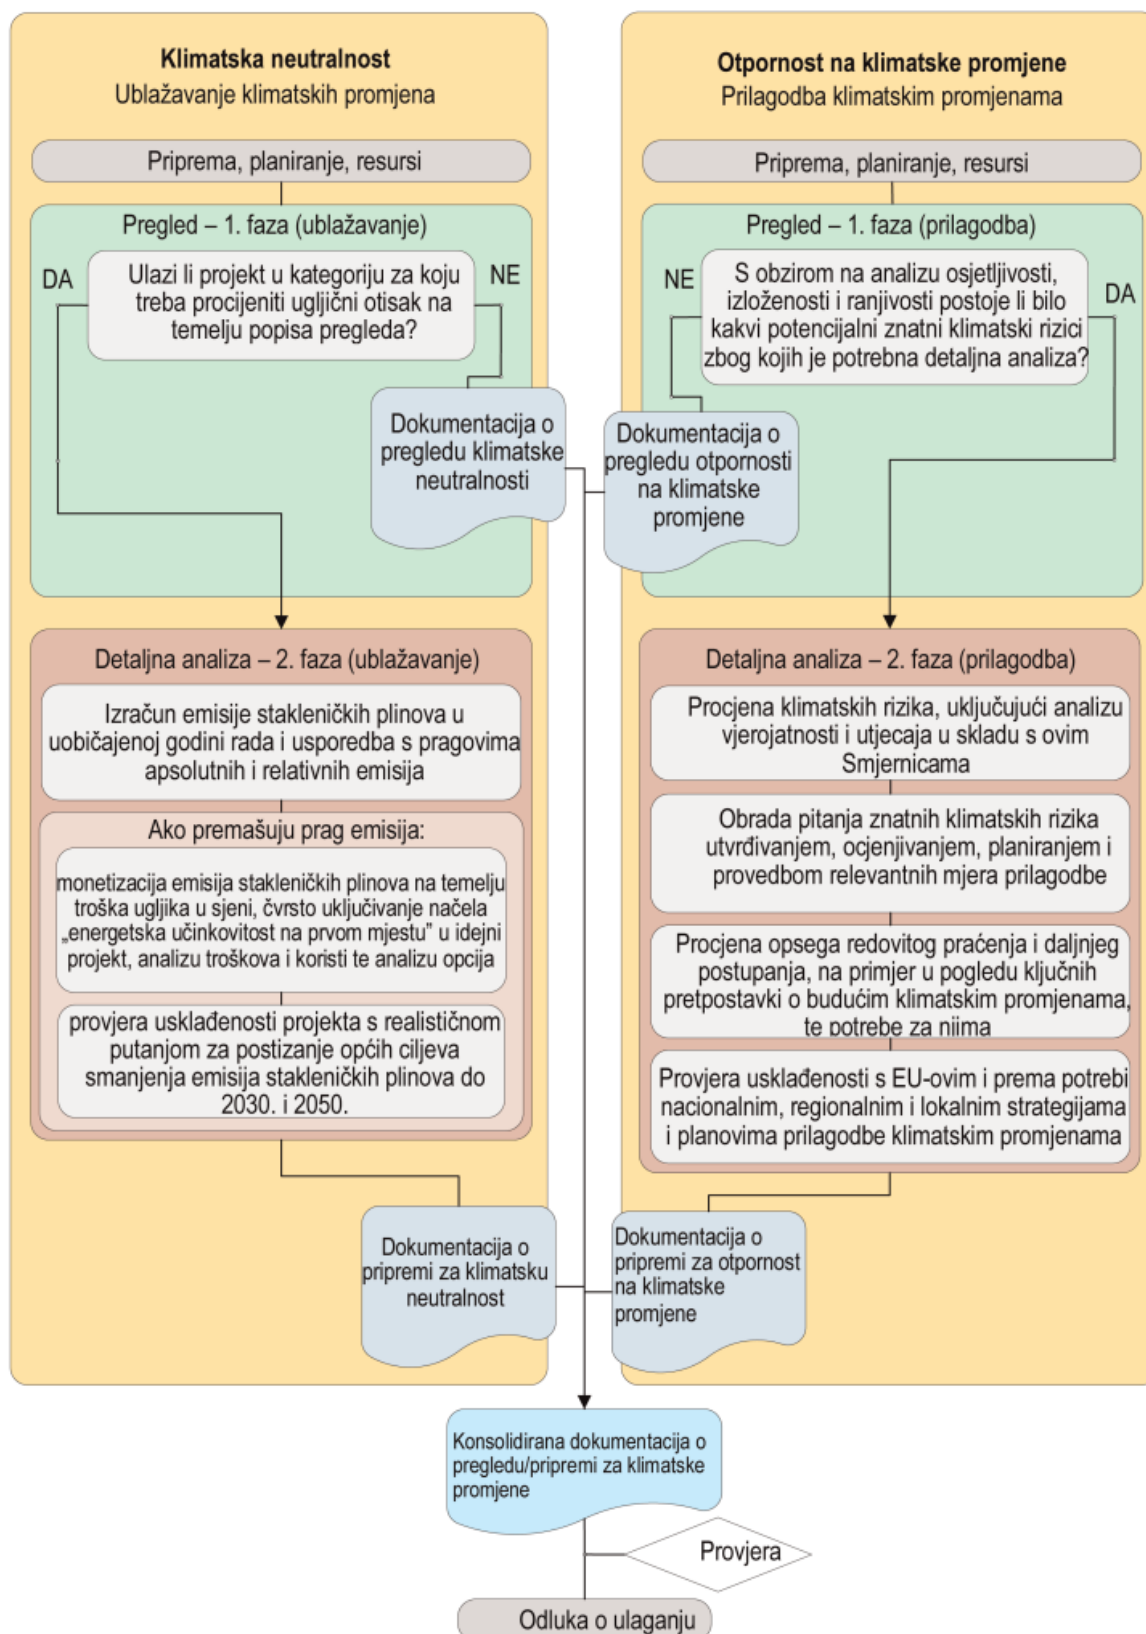 Klimatska neutralnost
Ublažavanje klimatskih promjena
Priprema, planiranje, resursi
Pregled – 1. faza (ublažavanje)
DA
Ulazi li projekt u kategoriju za koju
treba procijeniti ugljični otisak na
temelju popisa pregleda?
NE
Dokumentacija o
pregledu klimatske
neutralnosti
Detaljna analiza – 2. faza (ublažavanje)
Izračun emisije stakleničkih plinova u
uobičajenoj godini rada i usporedba s pragovima
apsolutnih i relativnih emisija
Ako premašuju prag emisija:
monetizacija emisija stakleničkih plinova na temelju
troška ugljika u sjeni, čvrsto uključivanje načela
„energetska učinkovitost na prvom mjestu” u idejni
projekt, analizu troškova i koristi te analizu opcija
provjera usklađenosti projekta s realističnom
putanjom za postizanje općih ciljeva
smanjenja emisija stakleničkih plinova do
2030. i 2050.
Dokumentacija o
pripremi za klimatsku
neutralnost
Otpornost na klimatske promjene
Prilagodba klimatskim promjenama
Priprema, planiranje, resursi
Pregled – 1. faza (prilagodba)
NE
S obzirom na analizu osjetljivosti,
izloženosti i ranjivosti postoje li bilo
kakvi potencijalni znatni klimatski rizici
zbog kojih je potrebna detaljna analiza?
DA
Dokumentacija o
pregledu otpornosti
na klimatske
promjene
Detaljna analiza – 2. faza (prilagodba)
Procjena klimatskih rizika, uključujući analizu
vjerojatnosti i utjecaja u skladu s ovim
Smjernicama
Obrada pitanja znatnih klimatskih rizika
utvrđivanjem, ocjenjivanjem, planiranjem i
provedbom relevantnih mjera prilagodbe
Procjena opsega redovitog praćenja i daljnjeg
postupanja, na primjer u pogledu ključnih
pretpostavki o budućim klimatskim promjenama,
te potrebe za njima
Provjera usklađenosti s EU-ovim i prema potrebi
nacionalnim, regionalnim i lokalnim strategijama
i planovima prilagodbe klimatskim promjenama
Dokumentacija o
pripremi za otpornost
na klimatske
promjene
Konsolidirana dokumentacija o
pregledu/pripremi za klimatske
promjene
Provjera
Odluka o ulaganju